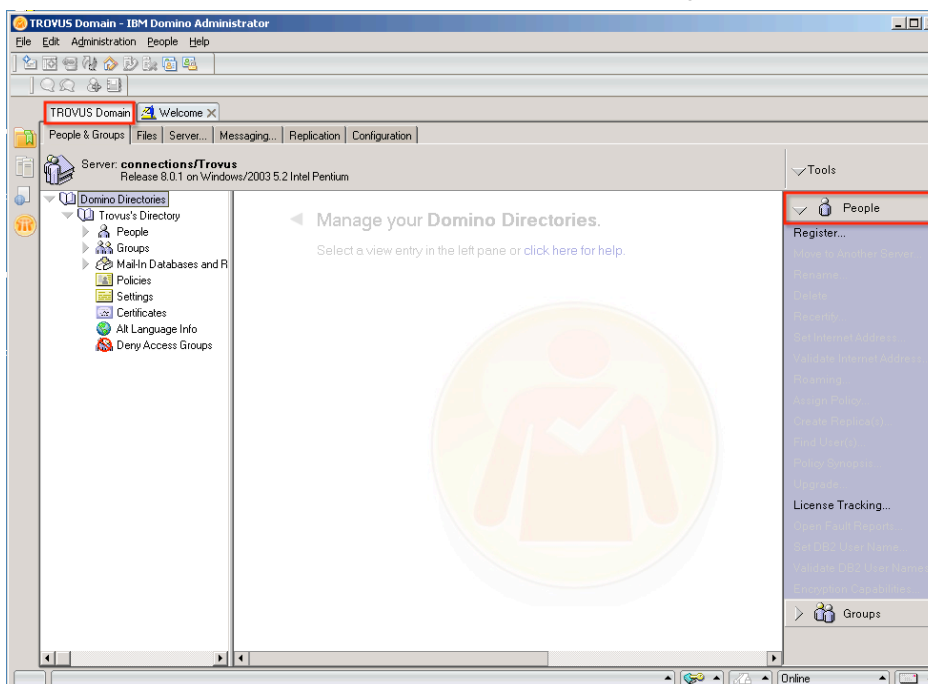 TROVUS Domain - IBM Domino Administrator
File Edit Administration People Help
TROVUS Domain Welcome
People & Groups Files Server... Messaging... Replication Configuration
Server: connections/Trovus
Release 8.0.1 on Windows/2003 5.2 Intel Pentium
Tools
Domino Directories
Trovus's Directory
People
Groups
Mail-In Databases and R
Policies
Settings
Certificates
Alt Language Info
Deny Access Groups
Manage your Domino Directories.
Select a view entry in the left pane or click here for help.
People
Register...
Move to Another Server...
Rename...
Delete...
Recertify...
Set Internet Address...
Validate Internet Address...
Roaming...
Assign Policy...
Create Replica(s)...
Find User(s)...
Policy Synopsis...
Upgrade...
License Tracking...
Open Fault Reports...
Set DB2 User Name...
Validate DB2 User Name
Encryption Capabilities...
Groups
Online